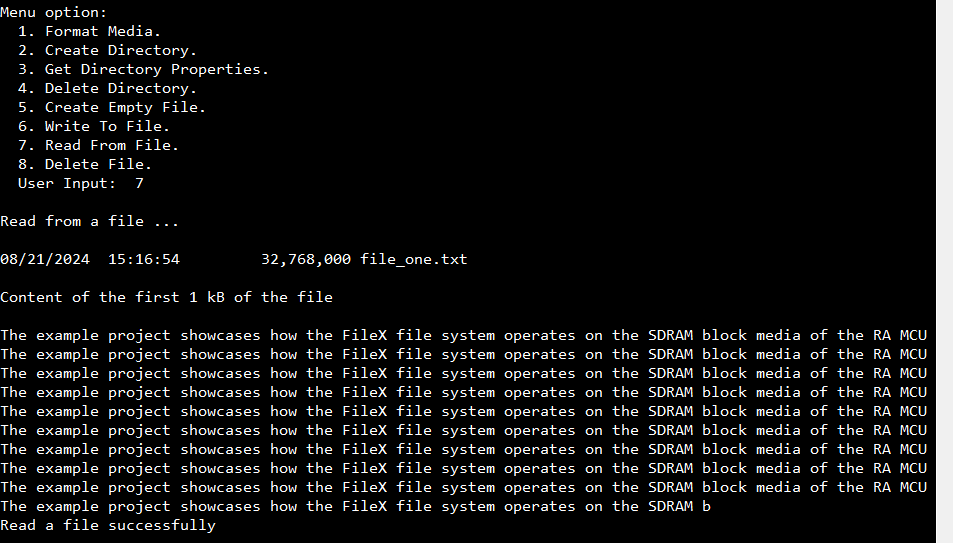 Menu option:
1. Format Media.
2. Create Directory.
3. Get Directory Properties.
4. Delete Directory.
5. Create Empty File.
6. Write To File.
7. Read From File.
8. Delete File.
User Input:  7
Read from a file ...
08/21/2024  15:16:54         32,768,000 file_one.txt
Content of the first 1 kB of the file
The example project showcases how the FileX file system operates on the SDRAM block media of the RA MCU
The example project showcases how the FileX file system operates on the SDRAM block media of the RA MCU
The example project showcases how the FileX file system operates on the SDRAM block media of the RA MCU
The example project showcases how the FileX file system operates on the SDRAM block media of the RA MCU
The example project showcases how the FileX file system operates on the SDRAM block media of the RA MCU
The example project showcases how the FileX file system operates on the SDRAM block media of the RA MCU
The example project showcases how the FileX file system operates on the SDRAM block media of the RA MCU
The example project showcases how the FileX file system operates on the SDRAM block media of the RA MCU
The example project showcases how the FileX file system operates on the SDRAM block media of the RA MCU
The example project showcases how the FileX file system operates on the SDRAM b
Read a file successfully